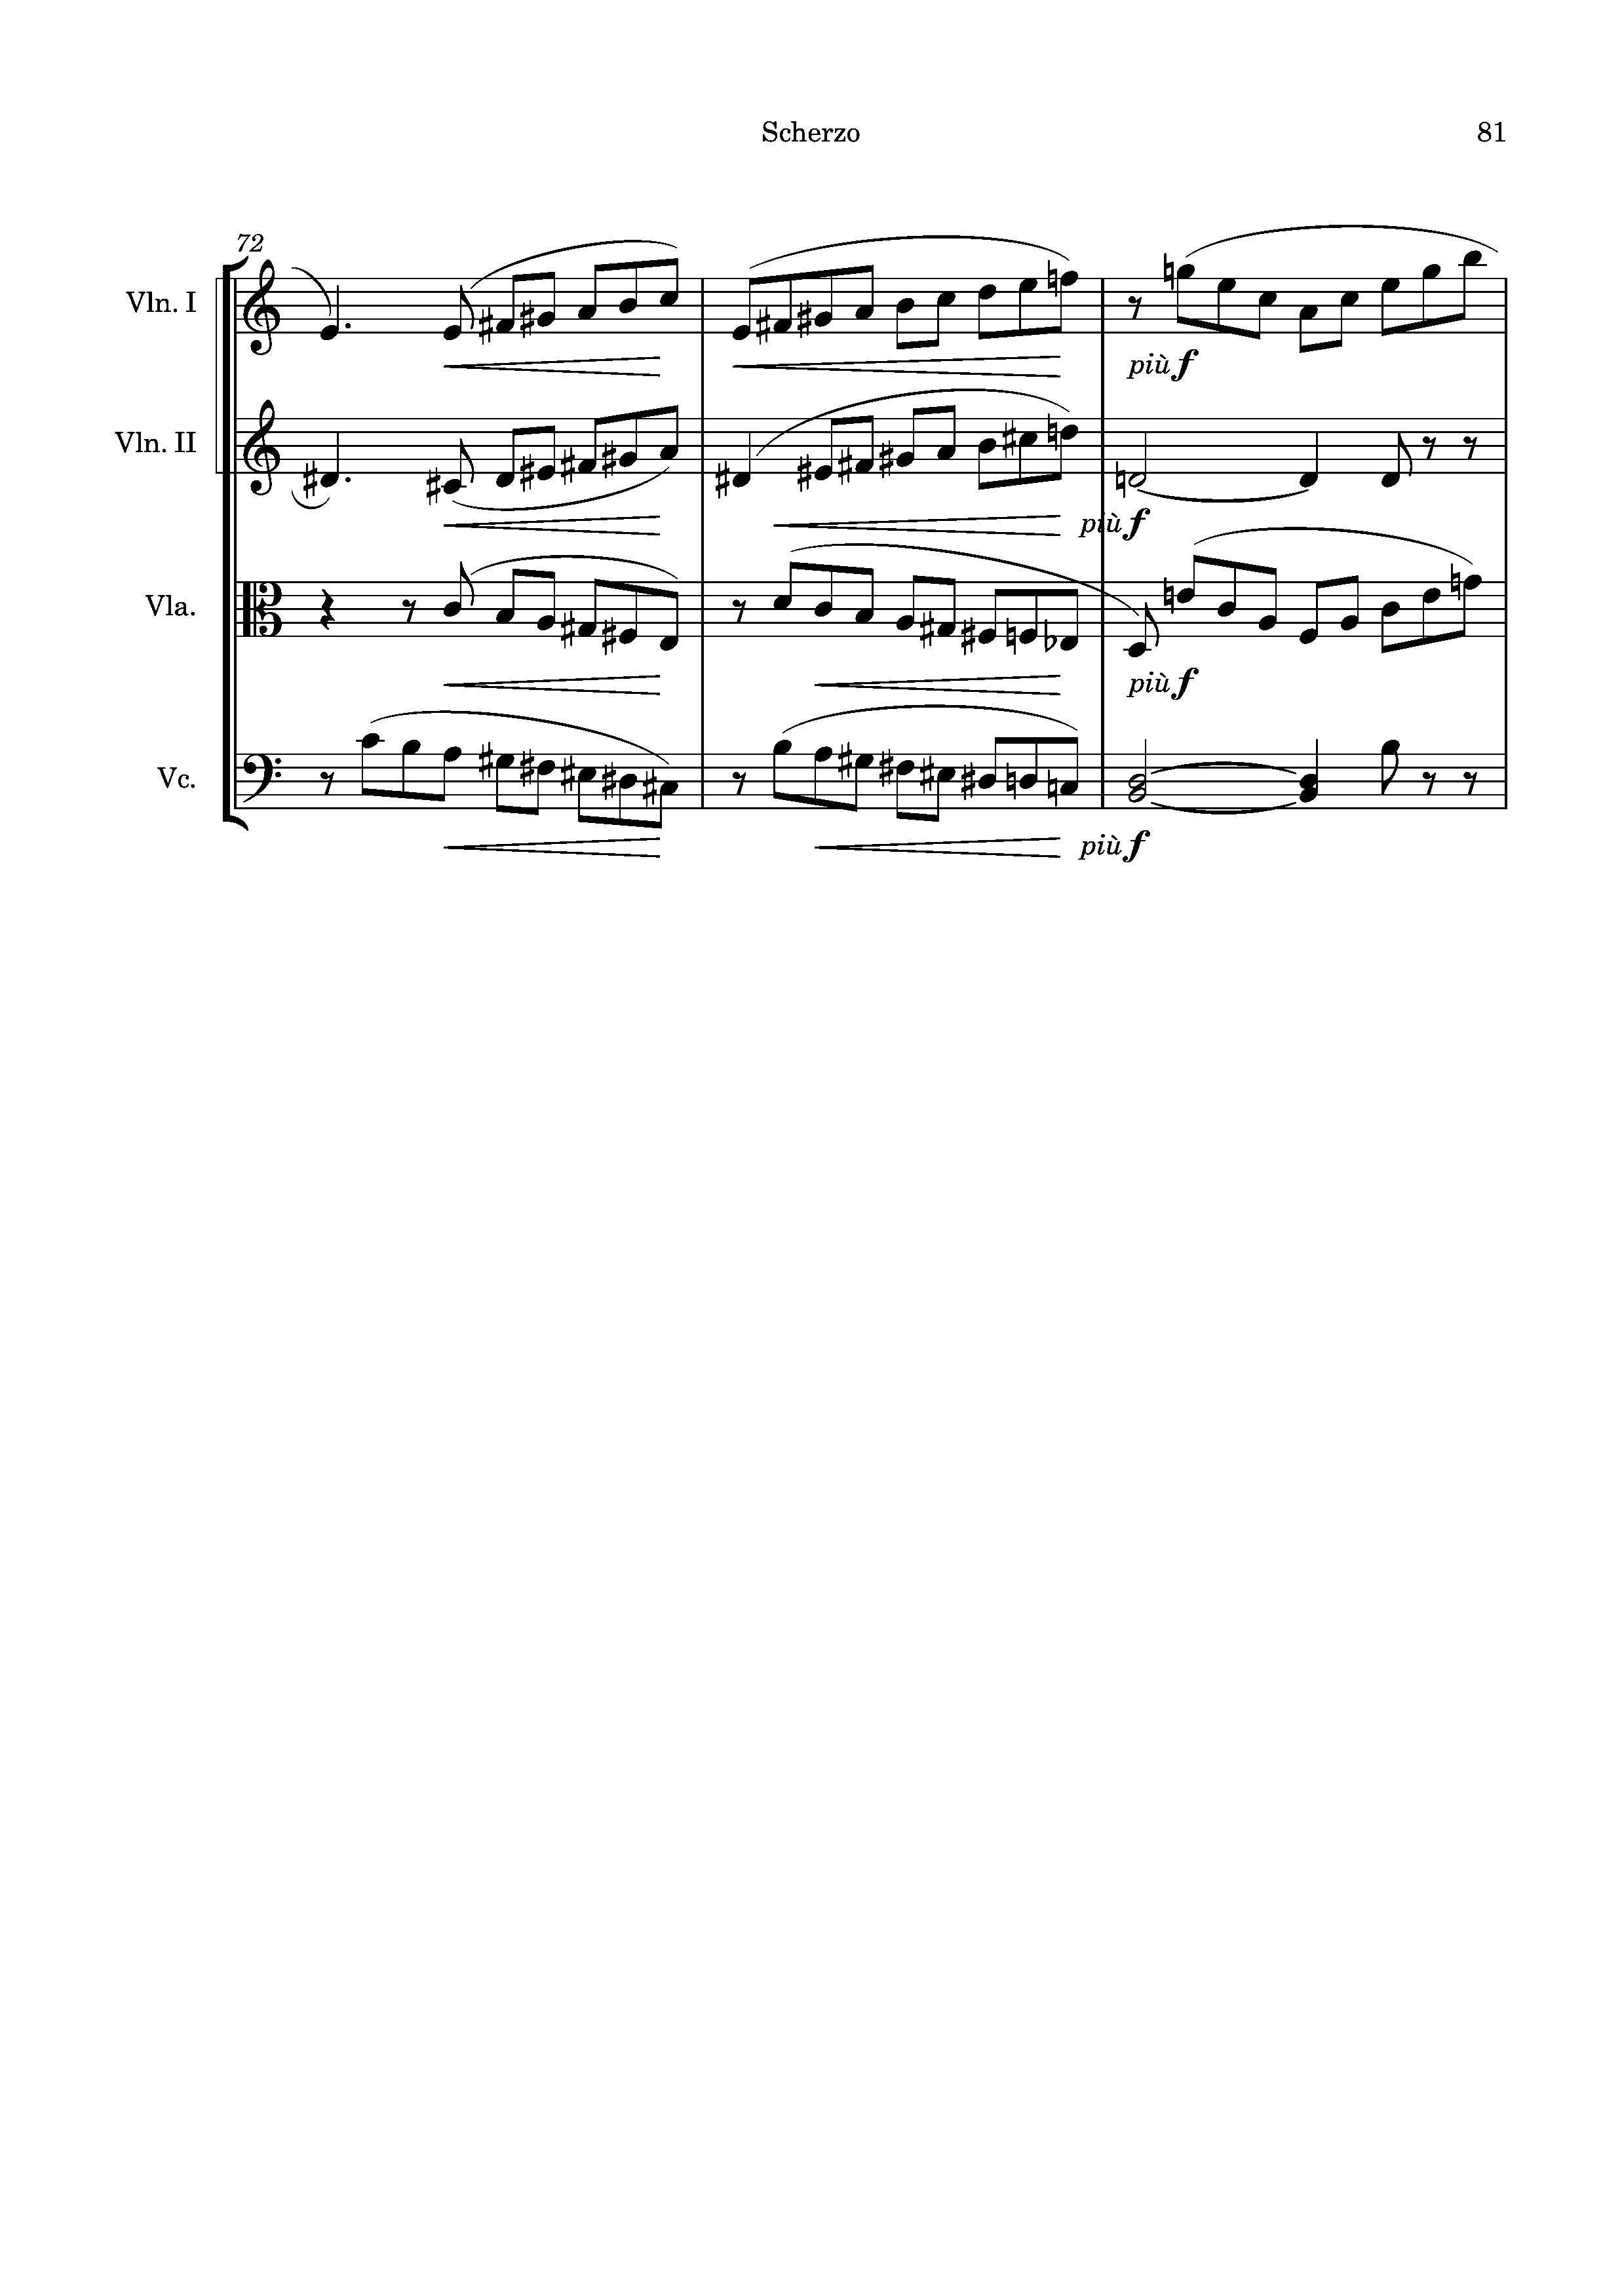 Scherzo 81
72
Vln. I
più f
Vln. II
più f
Vla.
più f
Vc.
più f